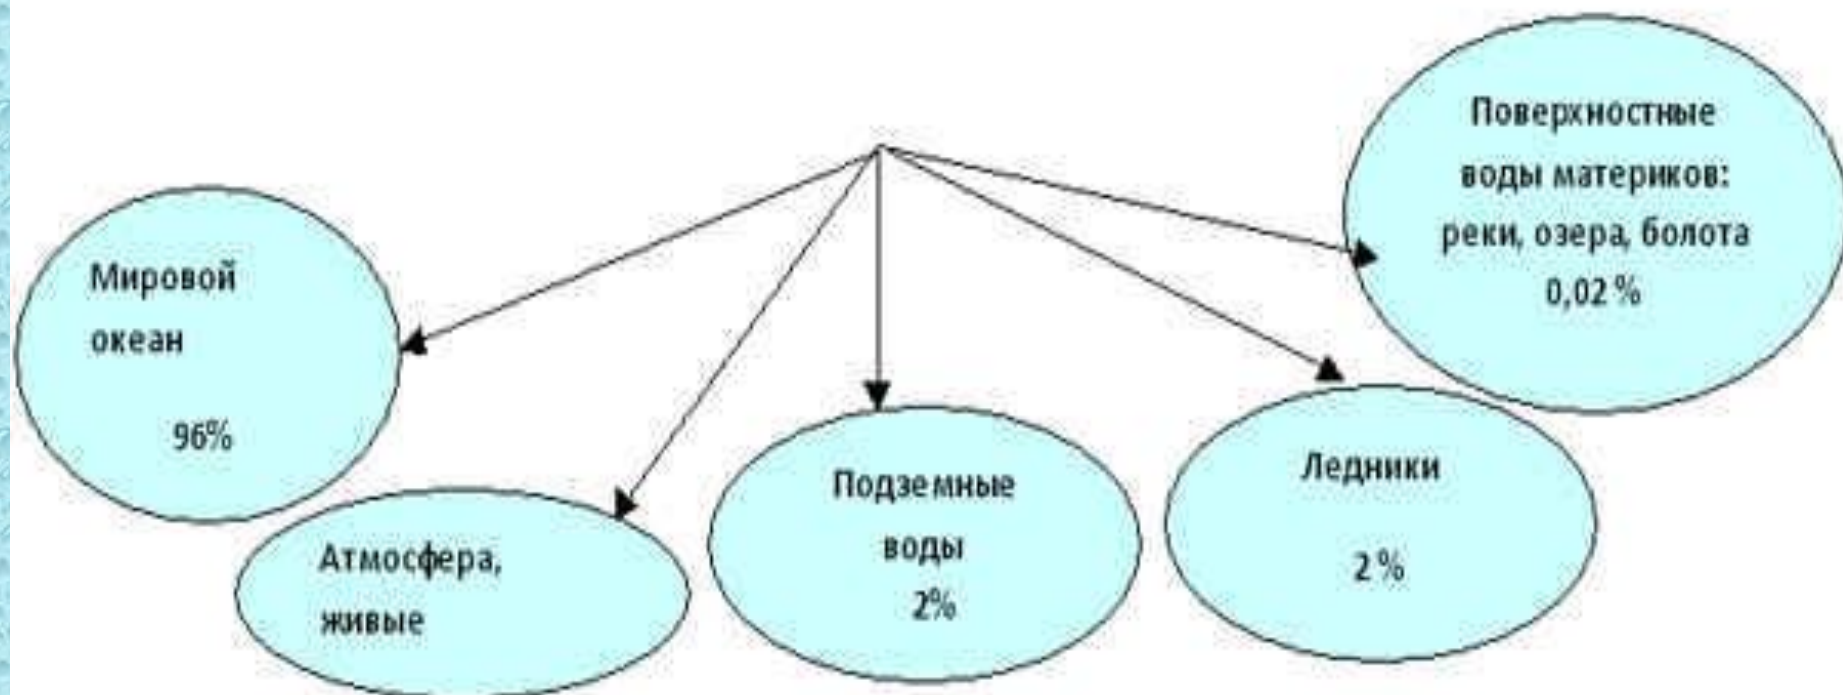 Мировой
океан
96%
Атмосфера,
живые
Подземные
воды
2%
Ледники
2 %
Поверхностные
воды материков:
реки, озера, болота
0,02 %